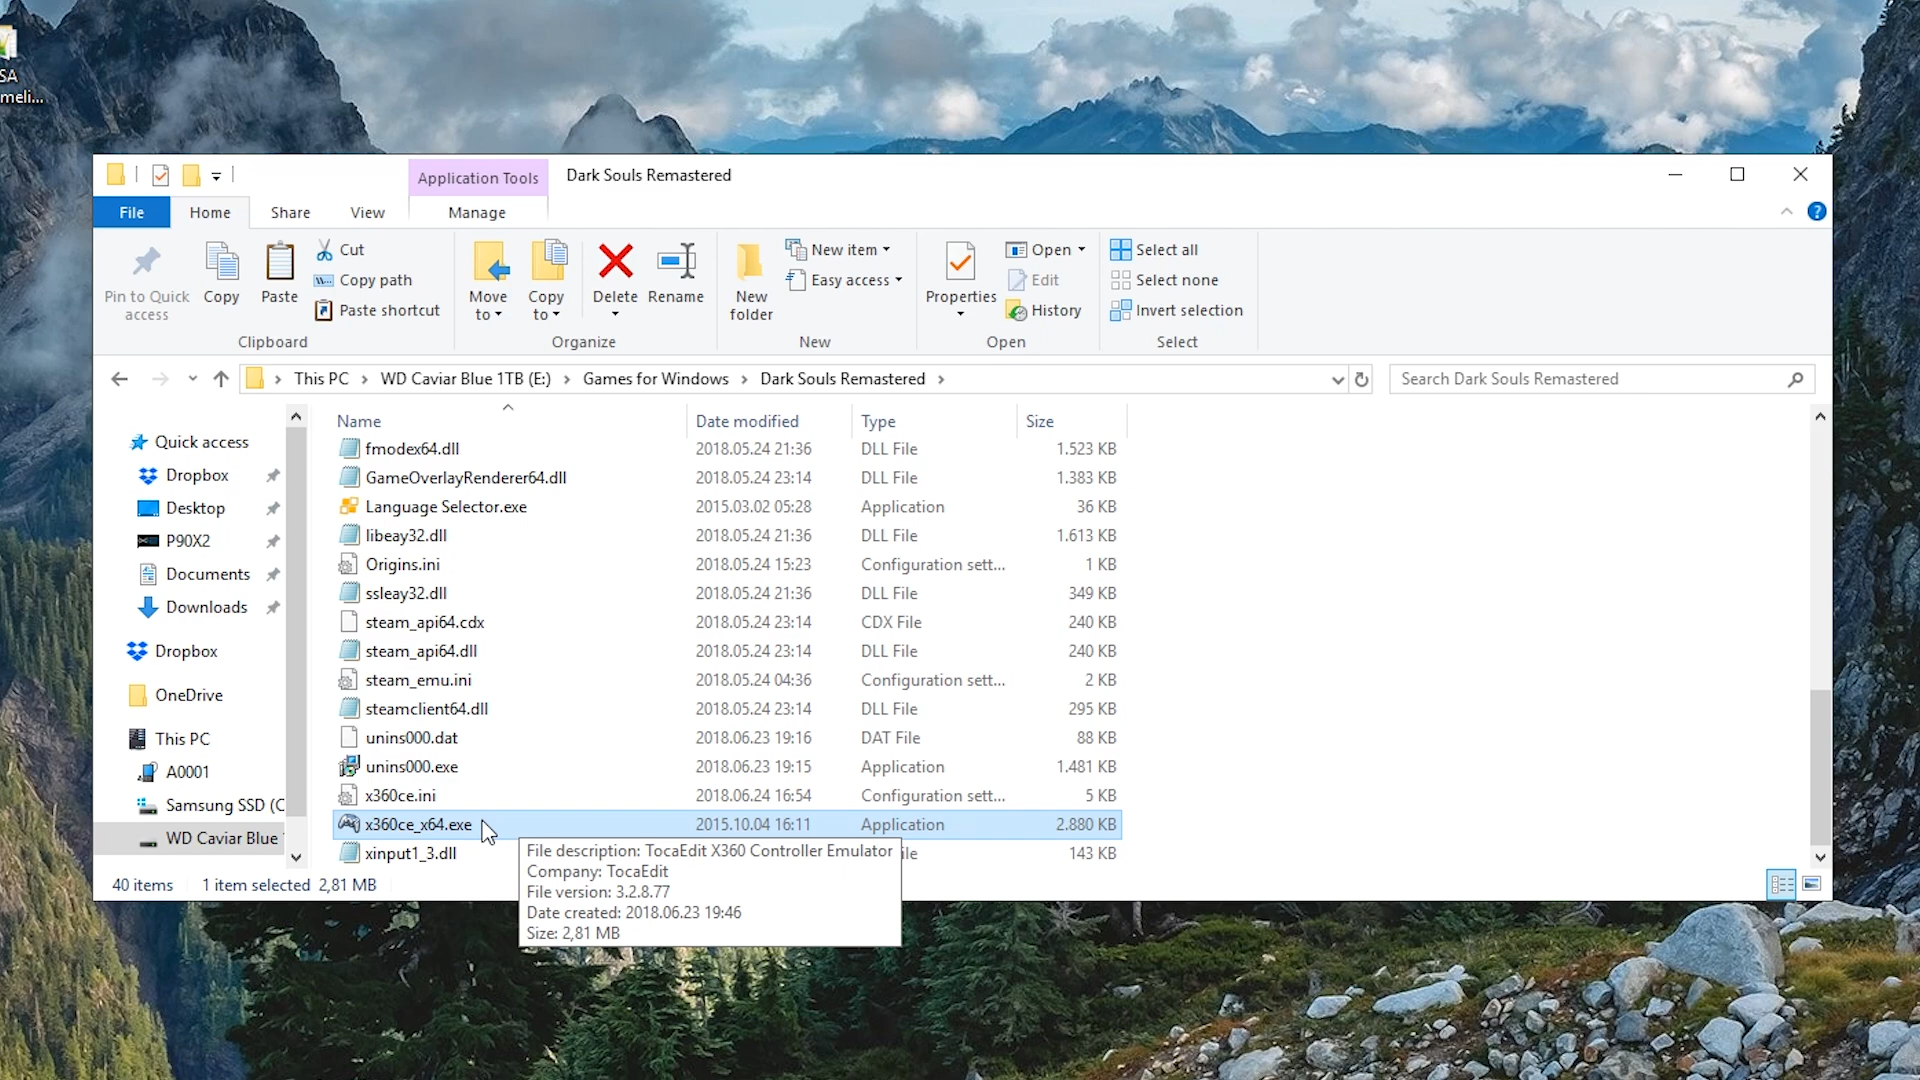 SA
meli...
Application Tools
Dark Souls Remastered
File
Home
Share
View
Manage
Pin to Quick
access
Copy
Paste
Cut
Copy path
Paste shortcut
Clipboard
Move
to
Copy
to
Delete
Rename
Organize
New
folder
New item
Easy access
New
Properties
Open
Edit
History
Open
Select all
Select none
Invert selection
Select
This PC > WD Caviar Blue 1TB (E:) > Games for Windows > Dark Souls Remastered >
Search Dark Souls Remastered
Quick access
Dropbox
Desktop
P90X2
Documents
Downloads
Dropbox
OneDrive
This PC
A0001
Samsung SSD (C
WD Caviar Blue
Name Date modified Type Size
fmodex64.dll 2018.05.24 21:36 DLL File 1.523 KB
GameOverlayRenderer64.dll 2018.05.24 23:14 DLL File 1.383 KB
Language Selector.exe 2015.03.02 05:28 Application 36 KB
libeay32.dll 2018.05.24 21:36 DLL File 1.613 KB
Origins.ini 2018.05.24 15:23 Configuration sett... 1 KB
ssleay32.dll 2018.05.24 21:36 DLL File 349 KB
steam_api64.cdx 2018.05.24 23:14 CDX File 240 KB
steam_api64.dll 2018.05.24 23:14 DLL File 240 KB
steam_emu.ini 2018.05.24 04:36 Configuration sett... 2 KB
steamclient64.dll 2018.05.24 23:14 DLL File 295 KB
unins000.dat 2018.06.23 19:16 DAT File 88 KB
unins000.exe 2018.06.23 19:15 Application 1.481 KB
x360ce.ini 2018.06.24 16:54 Configuration sett... 5 KB
x360ce_x64.exe 2015.10.04 16:11 Application 2.880 KB
xinput1_3.dll ile 143 KB
File description: TocaEdit X360 Controller Emulator
Company: TocaEdit
File version: 3.2.8.77
Date created: 2018.06.23 19:46
Size: 2,81 MB
40 items 1 item selected 2,81 MB